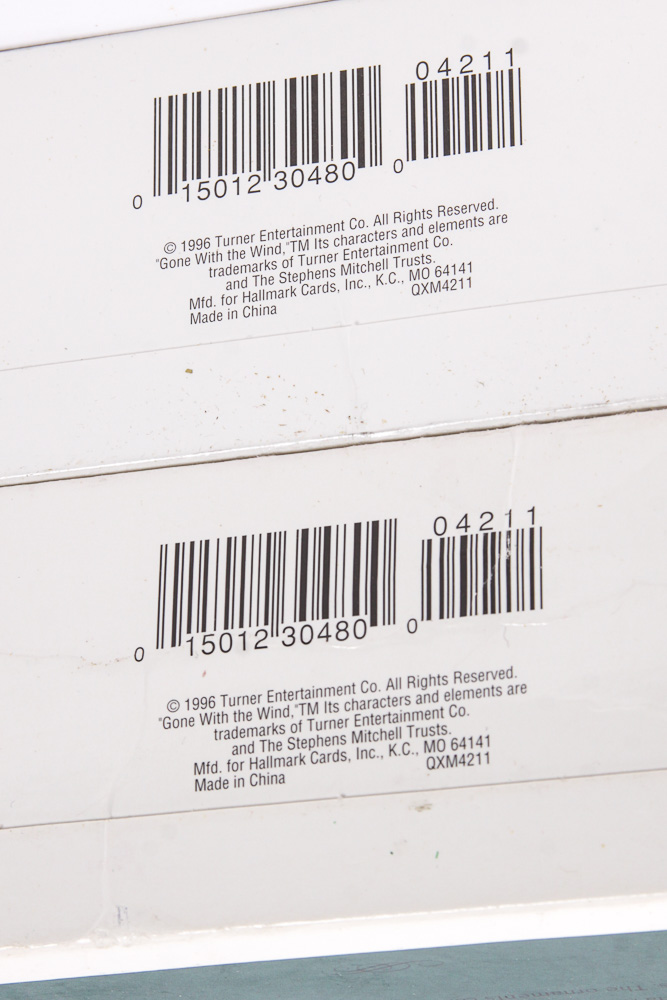 04211
0 15012 30480 0
© 1996 Turner Entertainment Co. All Rights Reserved.
"Gone With the Wind,"TM Its characters and elements are
trademarks of Turner Entertainment Co.
and The Stephens Mitchell Trusts.
Mfd. for Hallmark Cards, Inc., K.C., MO 64141
Made in China QXM4211
04211
0 15012 30480 0
© 1996 Turner Entertainment Co. All Rights Reserved.
"Gone With the Wind,"TM Its characters and elements are
trademarks of Turner Entertainment Co.
and The Stephens Mitchell Trusts.
Mfd. for Hallmark Cards, Inc., K.C., MO 64141
Made in China QXM4211